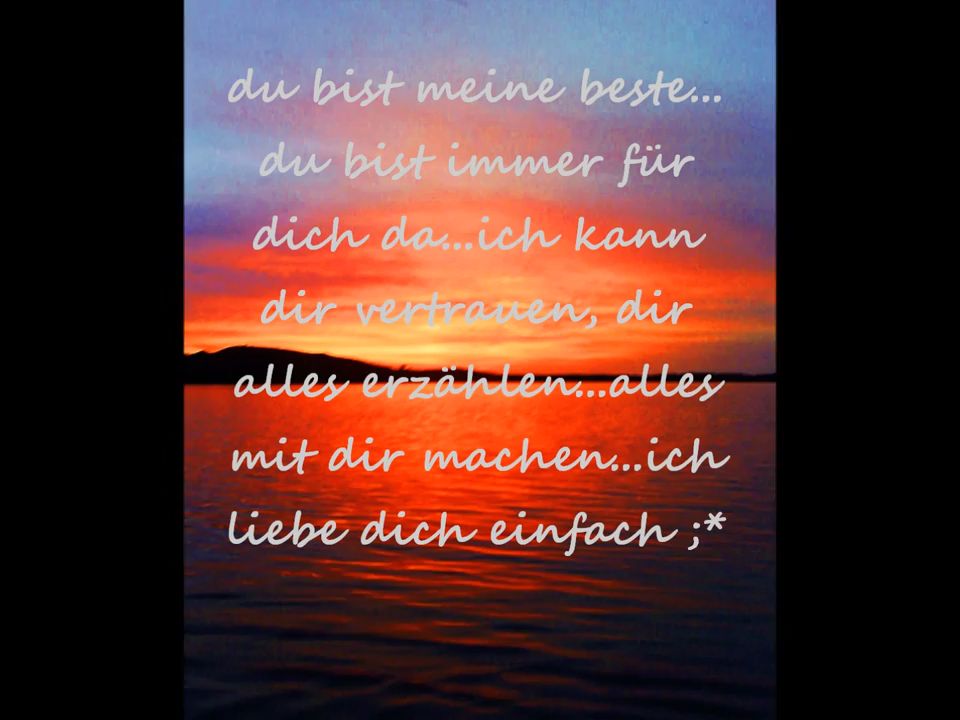 du bist meine beste...
du bist immer für
dich da...ich kann
dir vertrauen, dir
alles erzählen...alles
mit dir machen...ich
liebe dich einfach ;*